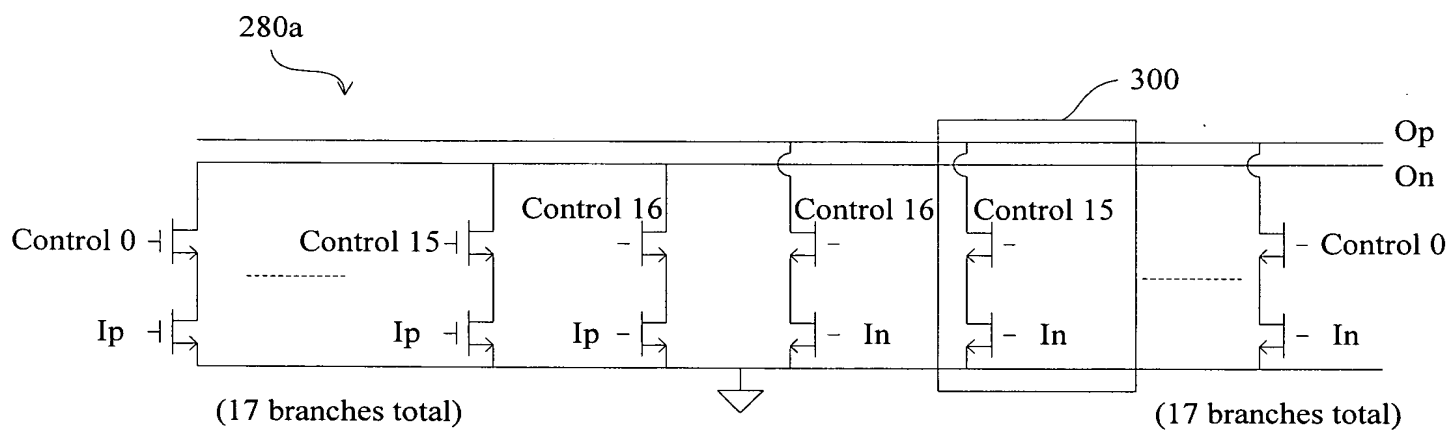 280a
300
Op
On
Control 16
Control 16
Control 15
Control 0
Control 15
Control 0
Ip
Ip
Ip
In
In
In
(17 branches total)
(17 branches total)